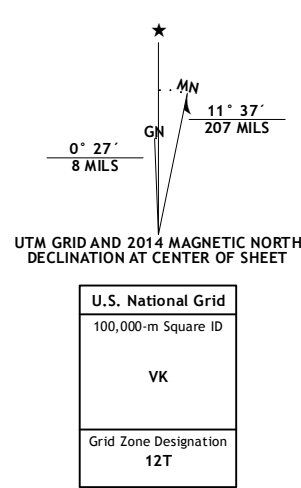 ★
MN
GN
11° 37´
207 MILS
0° 27´
8 MILS
UTM GRID AND 2014 MAGNETIC NORTH
DECLINATION AT CENTER OF SHEET
U.S. National Grid
100,000-m Square ID
VK
Grid Zone Designation
12T